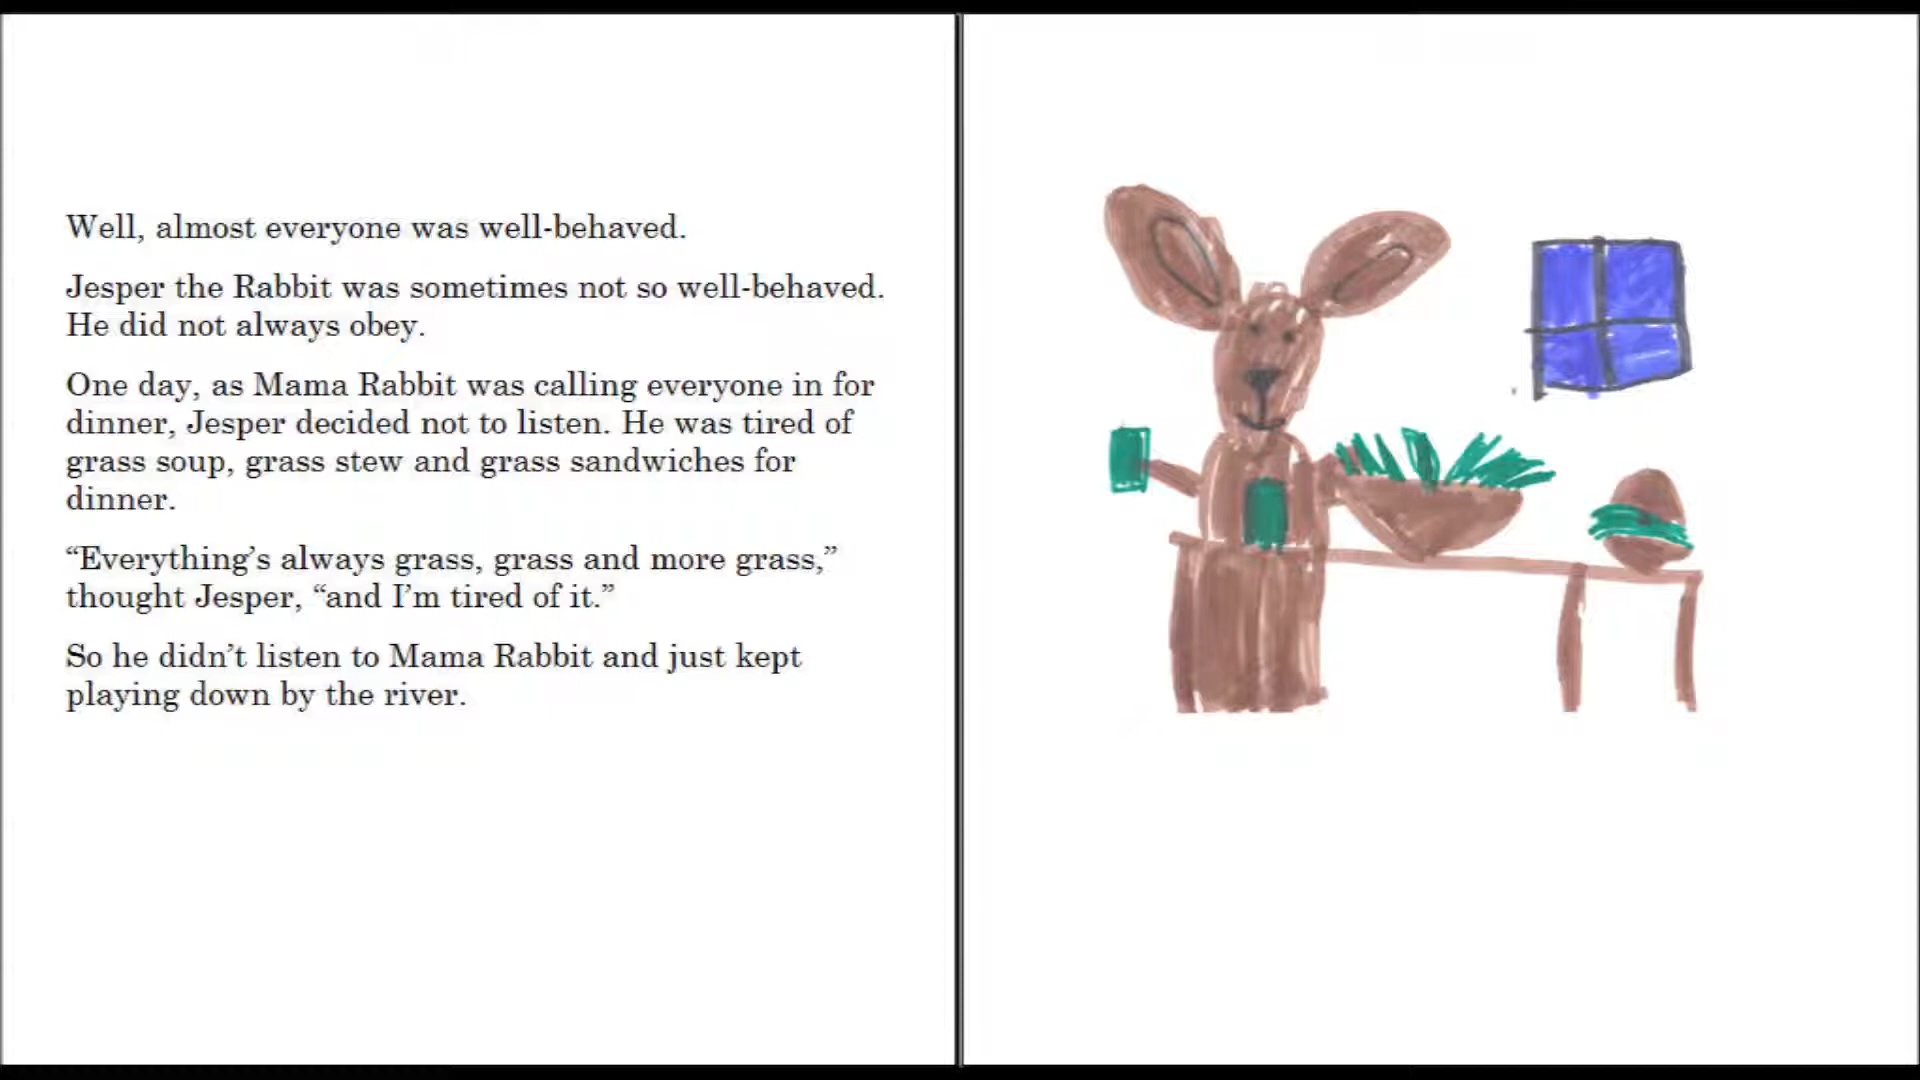 Well, almost everyone was well-behaved.
Jesper the Rabbit was sometimes not so well-behaved.
He did not always obey.
One day, as Mama Rabbit was calling everyone in for
dinner, Jesper decided not to listen. He was tired of
grass soup, grass stew and grass sandwiches for
dinner.
“Everything’s always grass, grass and more grass,”
thought Jesper, “and I’m tired of it.”
So he didn’t listen to Mama Rabbit and just kept
playing down by the river.